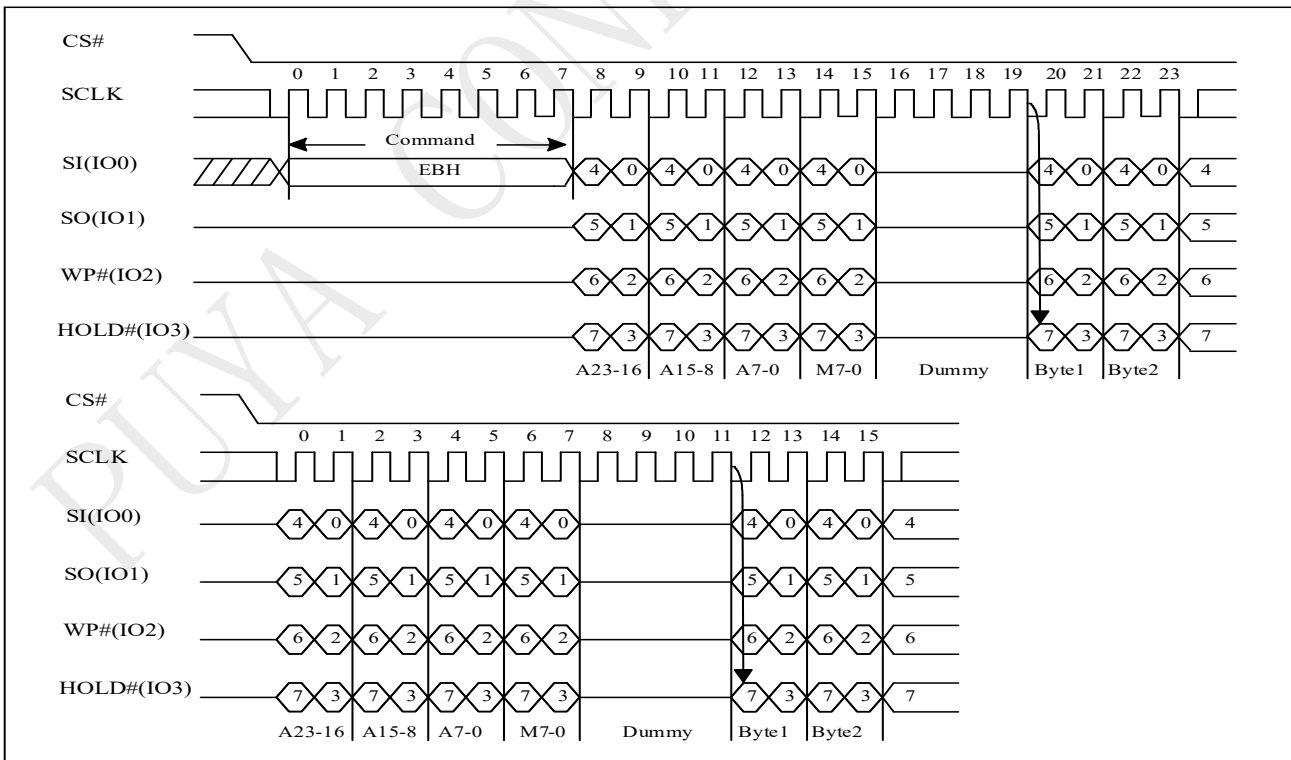 PUYA CON
CS#
0 1 2 3 4 5 6 7 8 9 10 11 12 13 14 15 16 17 18 19 20 21 22 23
SCLK
Command
SI(IO0) EBH 4 0 4 0 4 0 4 0 4 0 4 0 4
SO(IO1) 5 1 5 1 5 1 5 1 5 1 5 1 5
WP#(IO2) 6 2 6 2 6 2 6 2 6 2 6 2 6
HOLD#(IO3) 7 3 7 3 7 3 7 3 7 3 7 3 7
A23-16 A15-8 A7-0 M7-0 Dummy Byte1 Byte2
CS#
0 1 2 3 4 5 6 7 8 9 10 11 12 13 14 15
SCLK
SI(IO0) 4 0 4 0 4 0 4 0 4 0 4 0 4
SO(IO1) 5 1 5 1 5 1 5 1 5 1 5 1 5
WP#(IO2) 6 2 6 2 6 2 6 2 6 2 6 2 6
HOLD#(IO3) 7 3 7 3 7 3 7 3 7 3 7 3 7
A23-16 A15-8 A7-0 M7-0 Dummy Byte1 Byte2